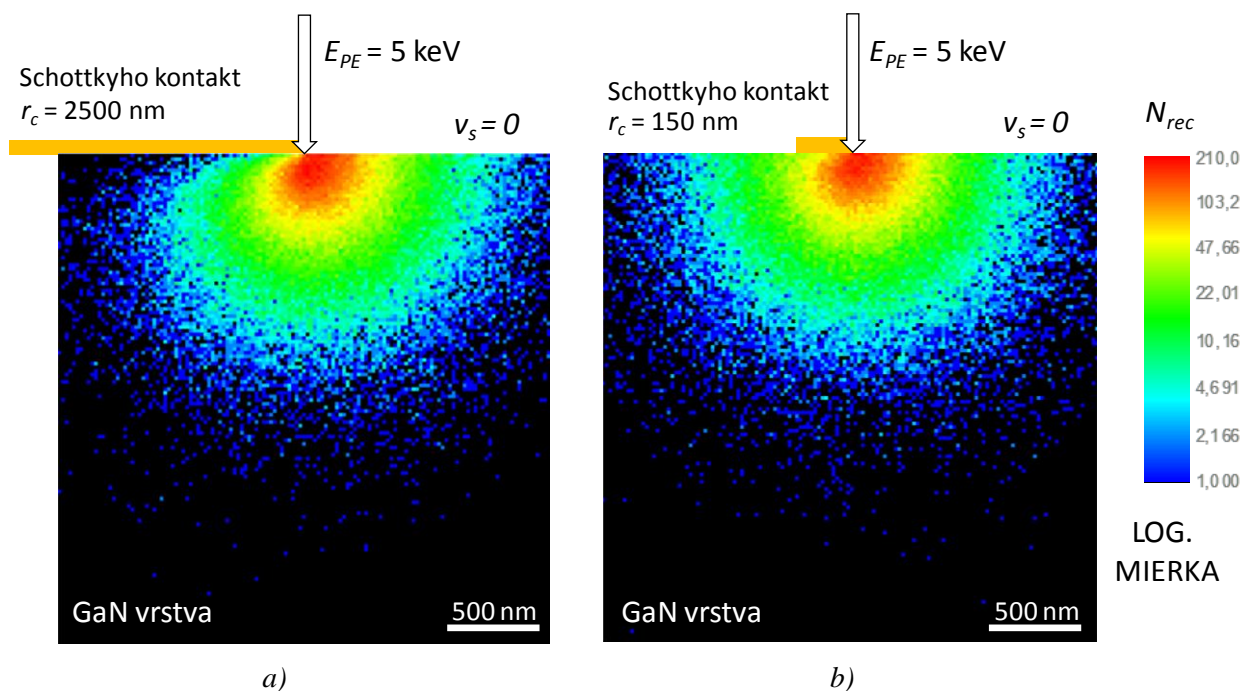 E_PE = 5 keV
Schottkyho kontakt
r_c = 2500 nm
v_s = 0
GaN vrstva
500 nm
a)
E_PE = 5 keV
Schottkyho kontakt
r_c = 150 nm
v_s = 0
GaN vrstva
500 nm
b)
N_rec
210,0
103,2
47,66
22,01
10,16
4,691
2,166
1,000
LOG.
MIERKA